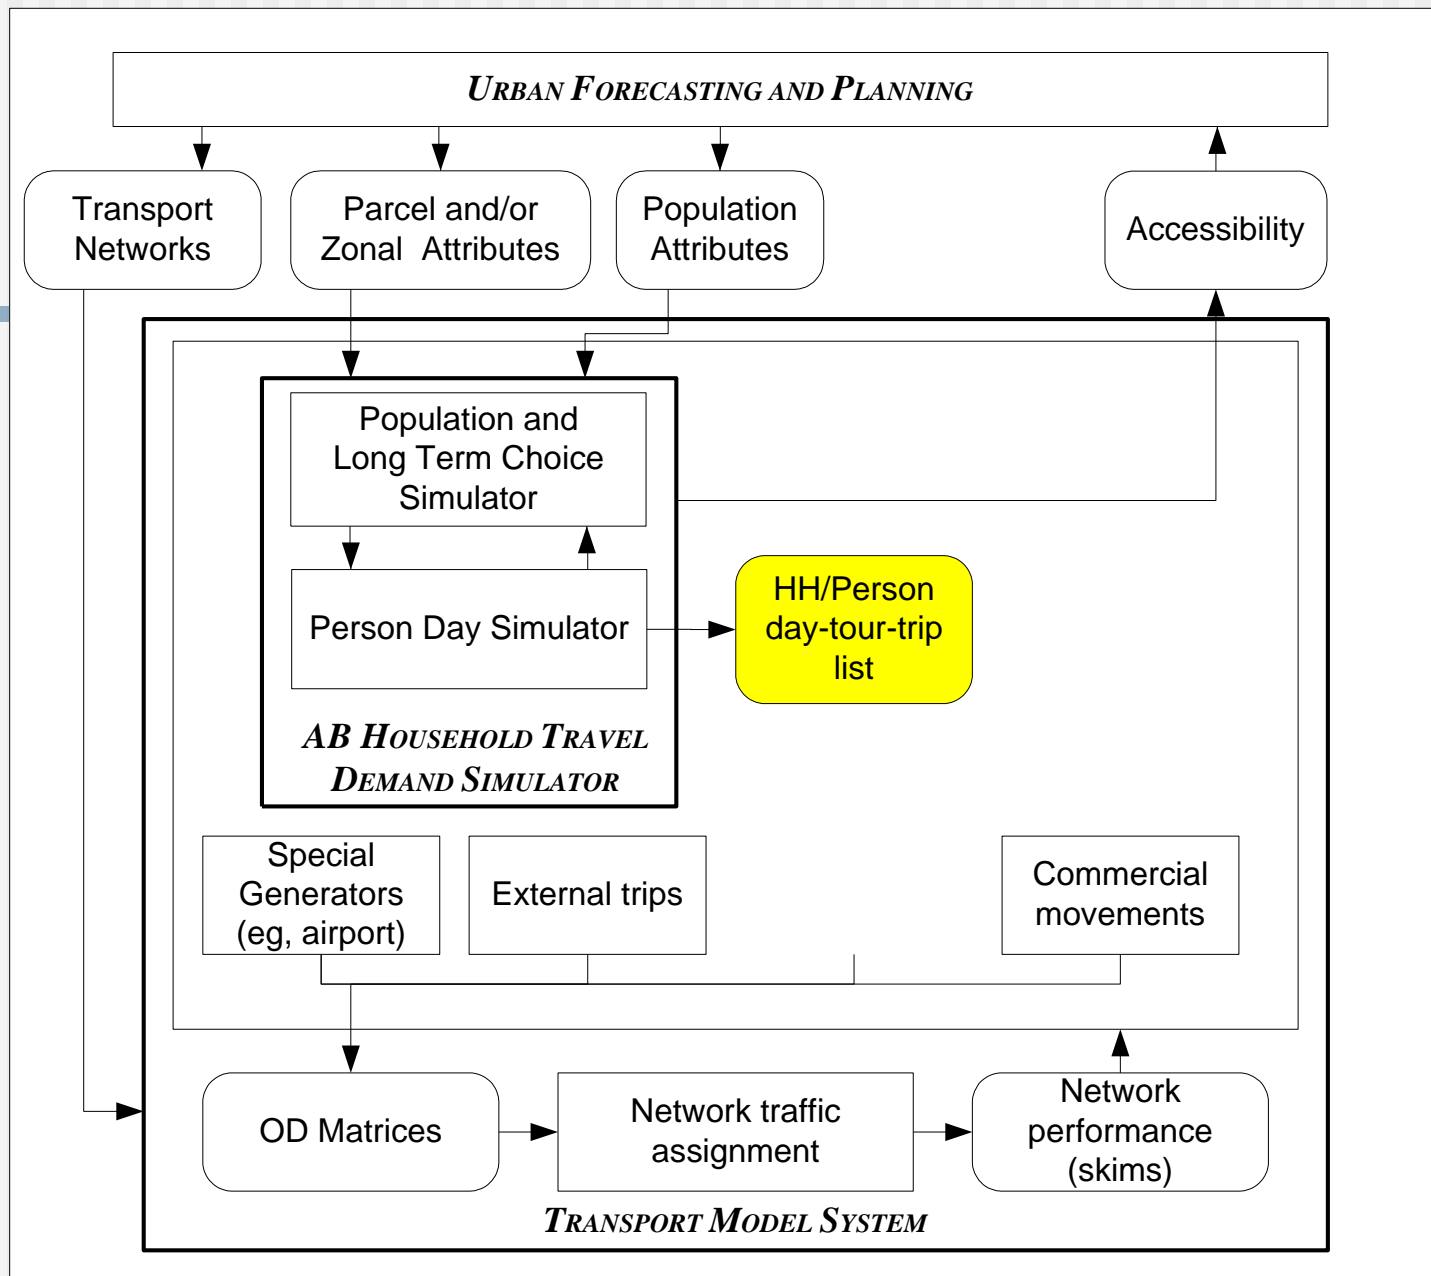 URBAN FORECASTING AND PLANNING
Transport
Networks
Parcel and/or
Zonal Attributes
Population
Attributes
Accessibility
Population and
Long Term Choice
Simulator
Person Day Simulator
HH/Person
day-tour-trip
list
AB HOUSEHOLD TRAVEL
DEMAND SIMULATOR
Special
Generators
(eg, airport)
External trips
Commercial
movements
OD Matrices
Network traffic
assignment
Network
performance
(skims)
TRANSPORT MODEL SYSTEM